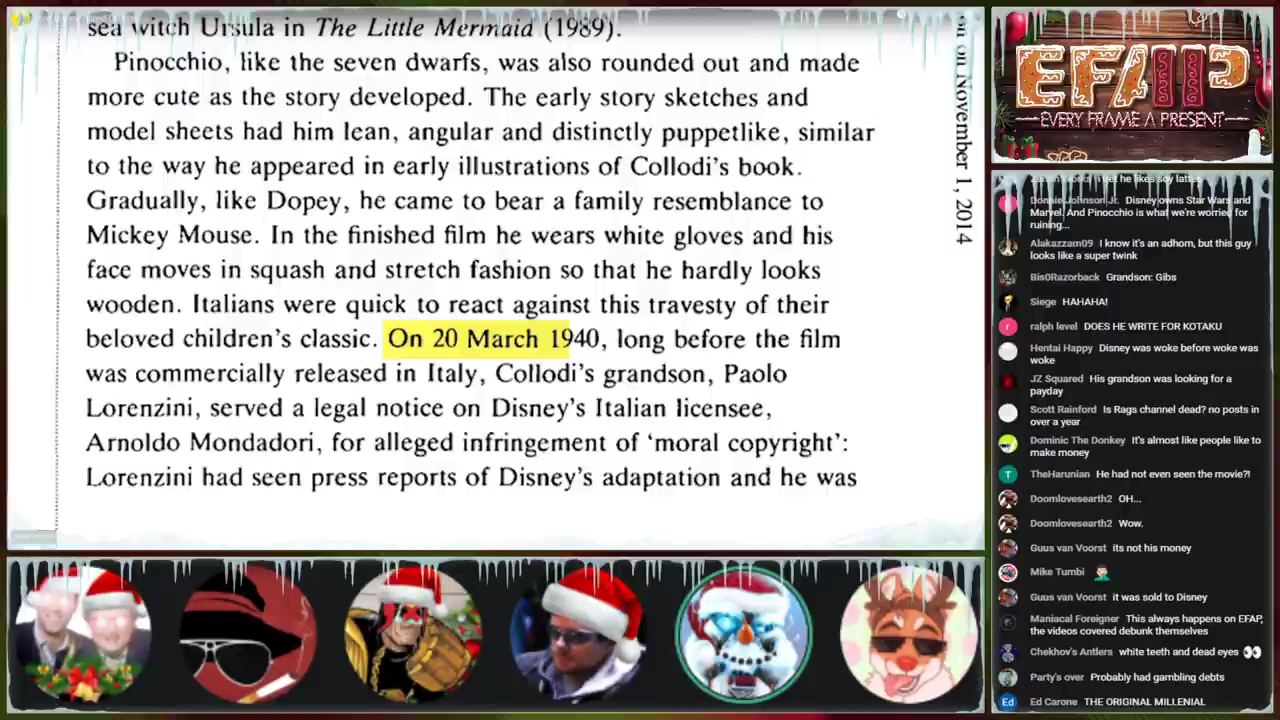 sea witch Ursula in The Little Mermaid (1989).
Pinocchio, like the seven dwarfs, was also rounded out and made
more cute as the story developed. The early story sketches and
model sheets had him lean, angular and distinctly puppetlike, similar
to the way he appeared in early illustrations of Collodi's book.
Gradually, like Dopey, he came to bear a family resemblance to
Mickey Mouse. In the finished film he wears white gloves and his
face moves in squash and stretch fashion so that he hardly looks
wooden. Italians were quick to react against this travesty of their
beloved children's classic. On 20 March 1940, long before the film
was commercially released in Italy, Collodi's grandson, Paolo
Lorenzini, served a legal notice on Disney's Italian licensee,
Arnoldo Mondadori, for alleged infringement of 'moral copyright':
Lorenzini had seen press reports of Disney's adaptation and he was
on November 1, 2014
EFAP
EVERY FRAME A PRESENT
he likes soy lattes
Donnie Johnson Jr. Disney owns Star Wars and
Marvel. And Pinocchio is what we're worried for
ruining...
Alakazzam09 I know it's an adhom, but this guy
looks like a super twink
Bis0Razorback Grandson: Gibs
Siege HAHAHA!
ralph level DOES HE WRITE FOR KOTAKU
Hentai Happy Disney was woke before woke was
woke
JZ Squared His grandson was looking for a
payday
Scott Rainford Is Rags channel dead? no posts in
over a year
Dominic The Donkey It's almost like people like to
make money
TheHarunian He had not even seen the movie?!
Doomlovesearth2 OH...
Doomlovesearth2 Wow.
Guus van Voorst its not his money
Mike Tumbi
Guus van Voorst it was sold to Disney
Maniacal Foreigner This always happens on EFAP,
the videos covered debunk themselves
Chekhov's Antlers white teeth and dead eyes
Party's over Probably had gambling debts
Ed Carone THE ORIGINAL MILLENIAL